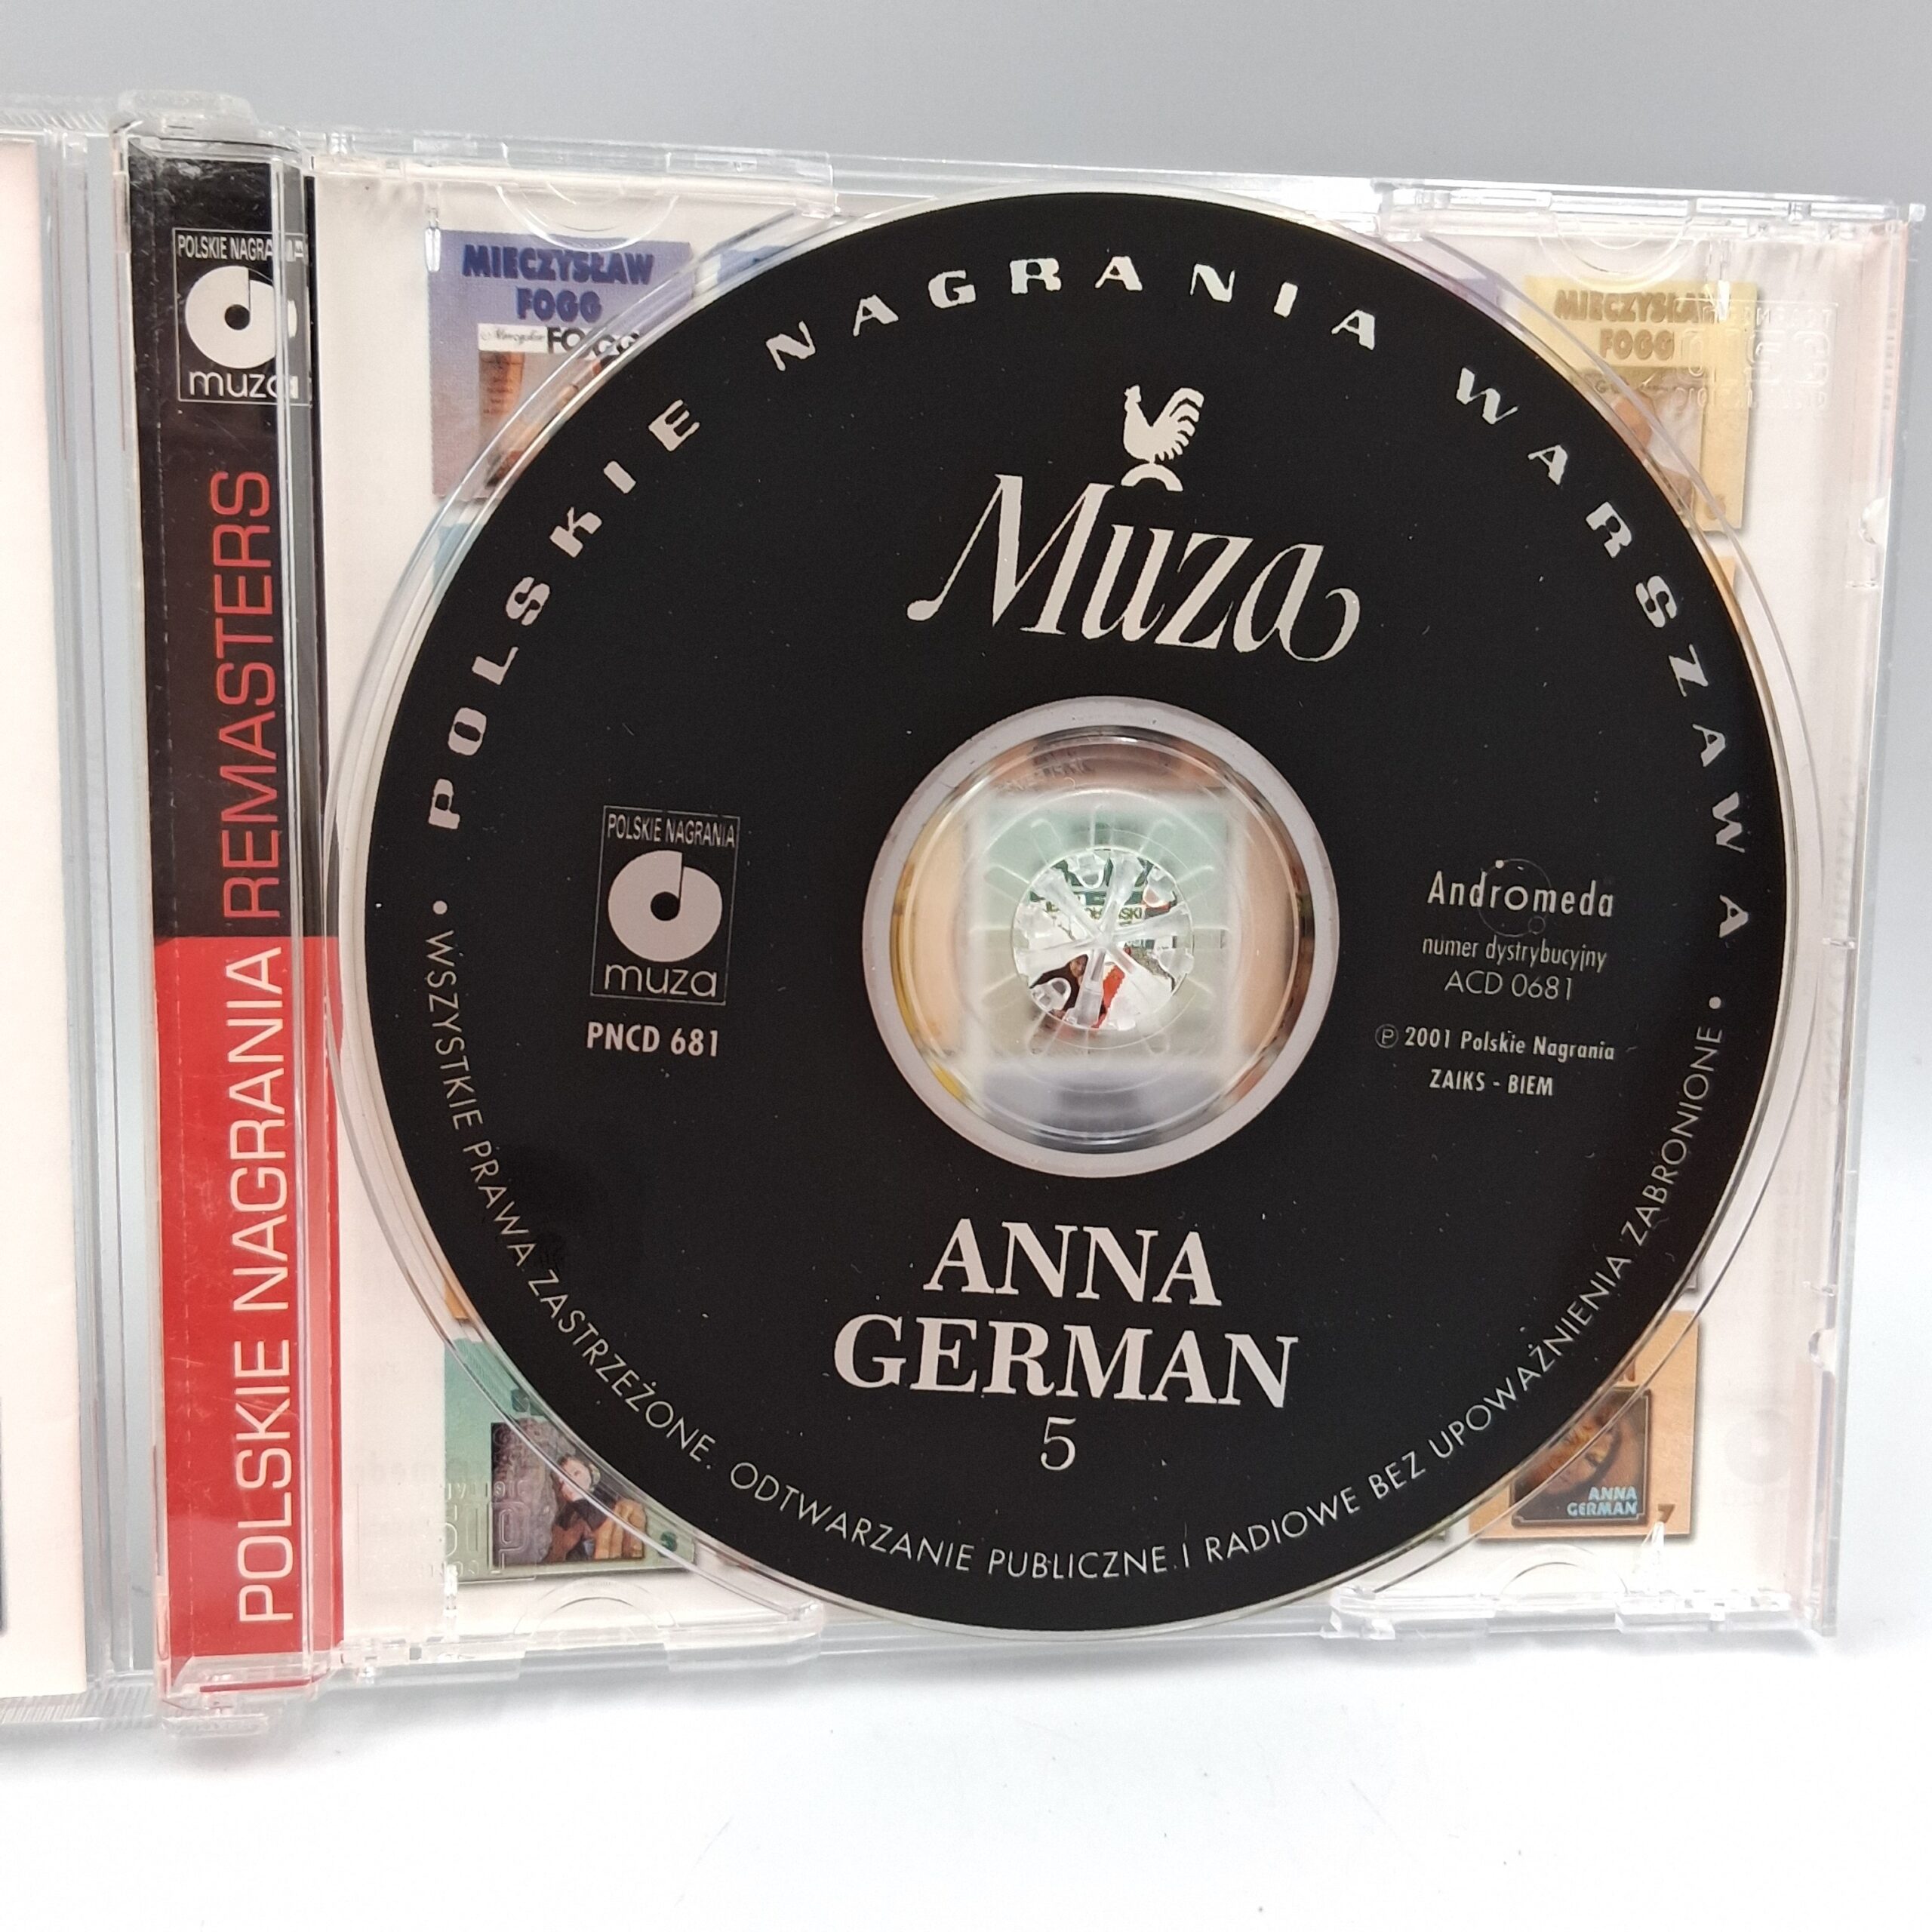 POLSKIE NAGRANIA
muza
POLSKIE NAGRANIA REMASTERS
MIECZYSŁAW
FOGG
FOGG
MIECZYSŁAW
FOGG
POLSKIE NAGRANIA WARSZAWA
Muza
POLSKIE NAGRANIA
muza
PNCD 681
Andromeda
numer dystrybucyjny
ACD 0681
Ⓟ 2001 Polskie Nagrania
ZAIKS - BIEM
ANNA
GERMAN
5
• WSZYSTKIE PRAWA ZASTRZEŻONE. ODTWARZANIE PUBLICZNE I RADIOWE BEZ UPOWAŻNIENIA ZABRONIONE •
ANNA
GERMAN
7